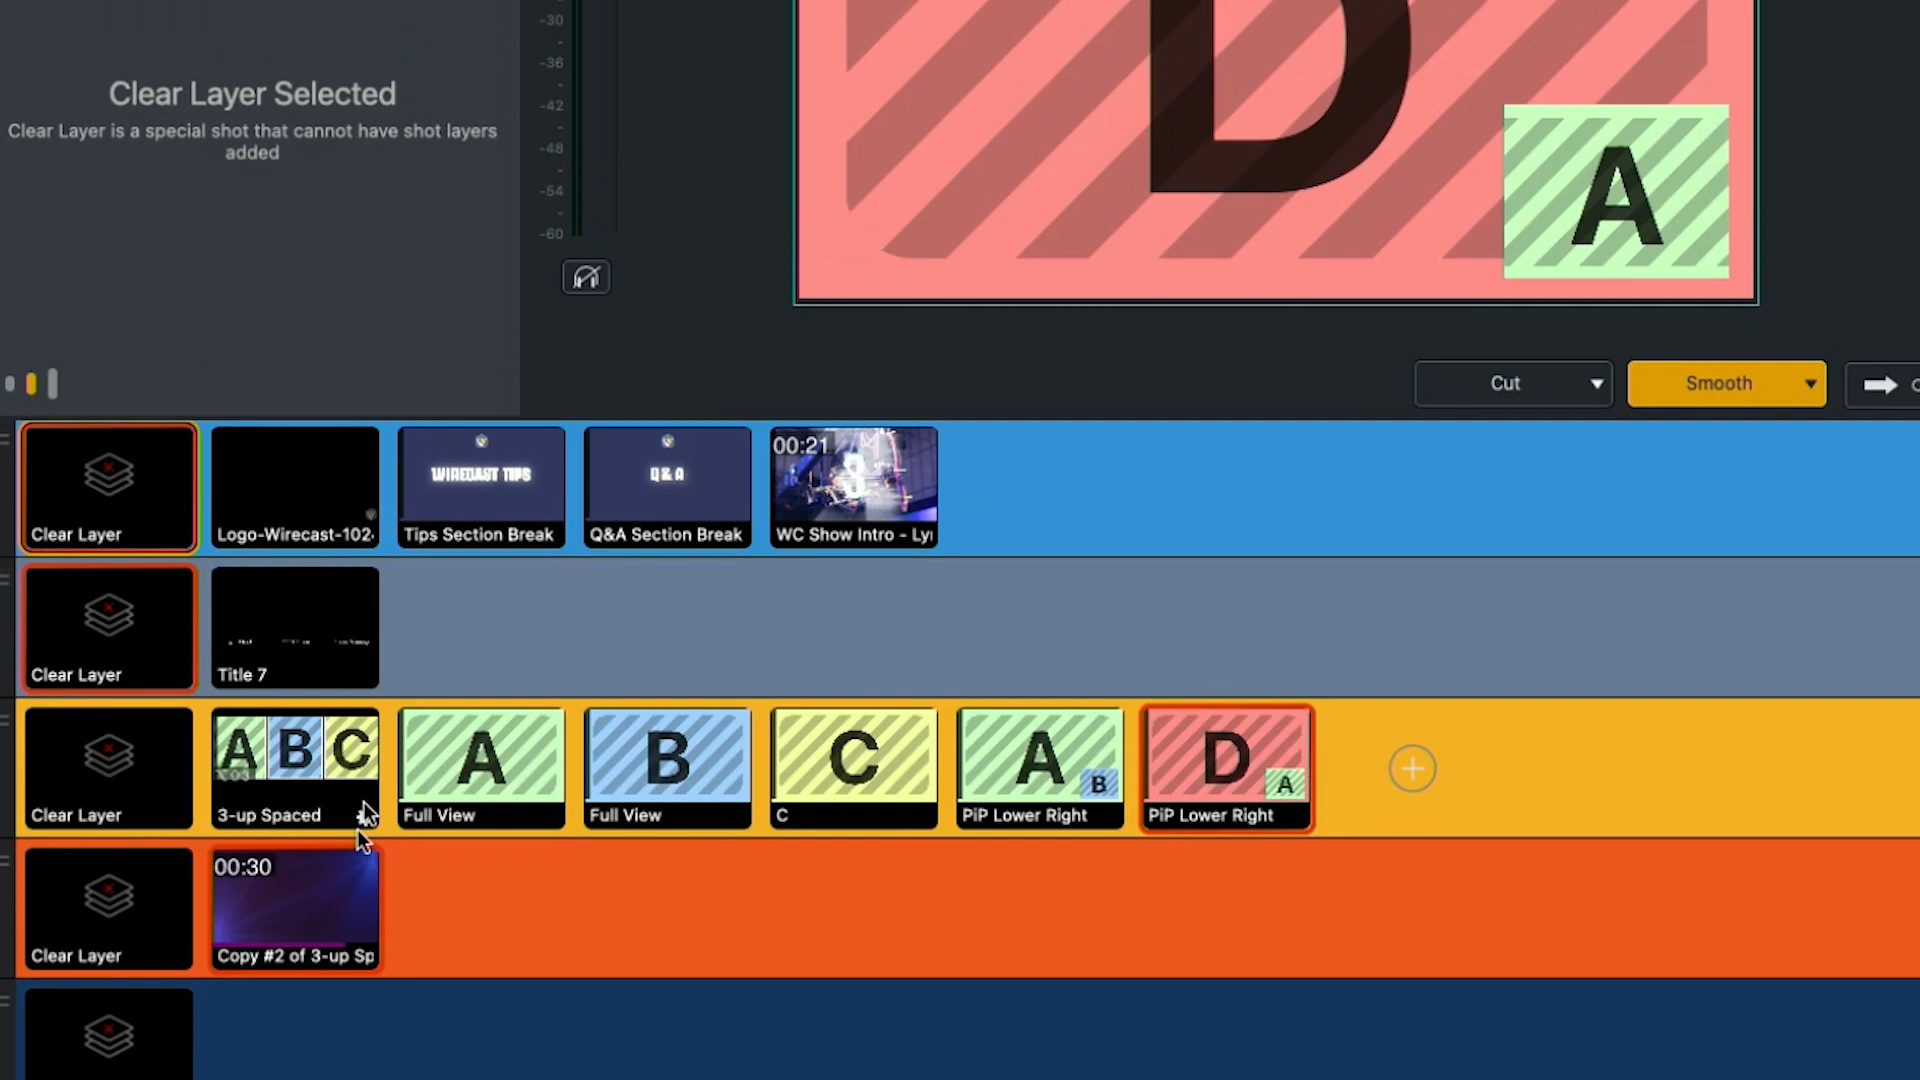 -30
-36
-42
-48
-54
-60
Clear Layer Selected
Clear Layer is a special shot that cannot have shot layers
added
D
A
Cut
Smooth
Clear Layer
Logo-Wirecast-102
WIRECAST TIPS
Tips Section Break
Q & A
Q&A Section Break
00:21
WC Show Intro - Ly
Clear Layer
Title 7
Clear Layer
A B C
3-up Spaced
A
Full View
B
Full View
C
C
A
B
PiP Lower Right
D
A
PiP Lower Right
Clear Layer
00:30
Copy #2 of 3-up Sp